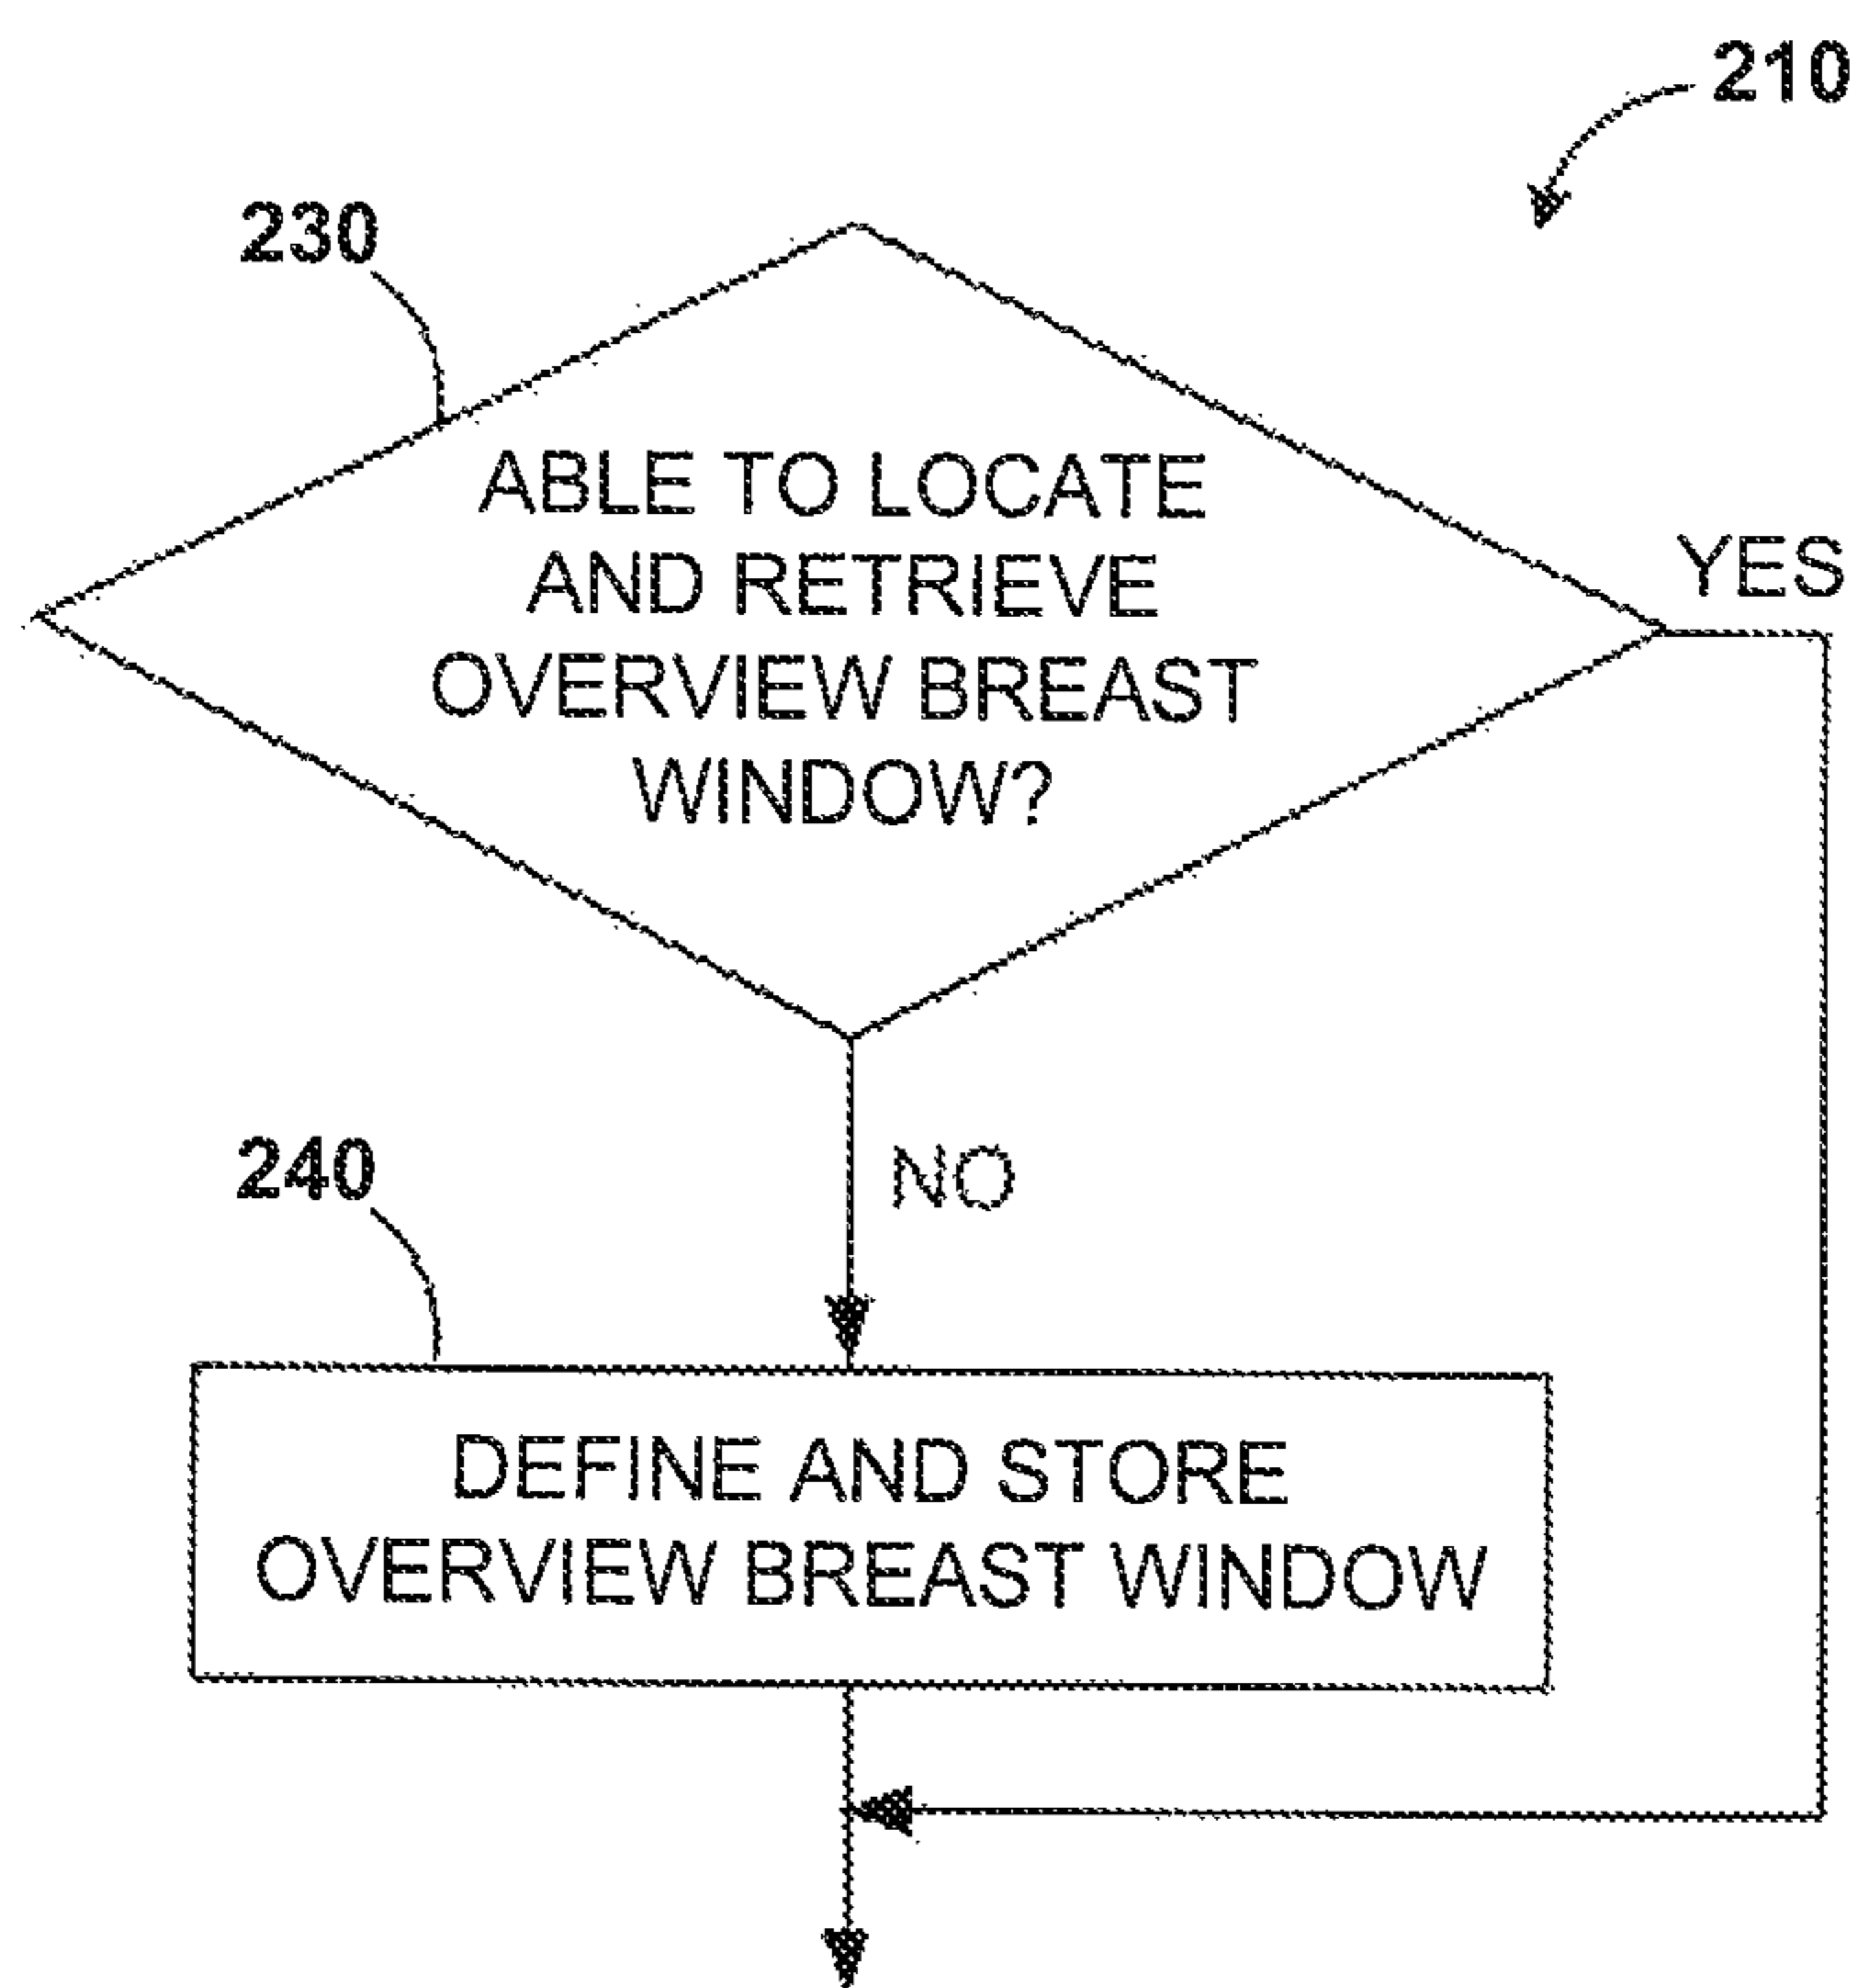 210
230
ABLE TO LOCATE
AND RETRIEVE
OVERVIEW BREAST
WINDOW?
YES
NO
240
DEFINE AND STORE
OVERVIEW BREAST WINDOW